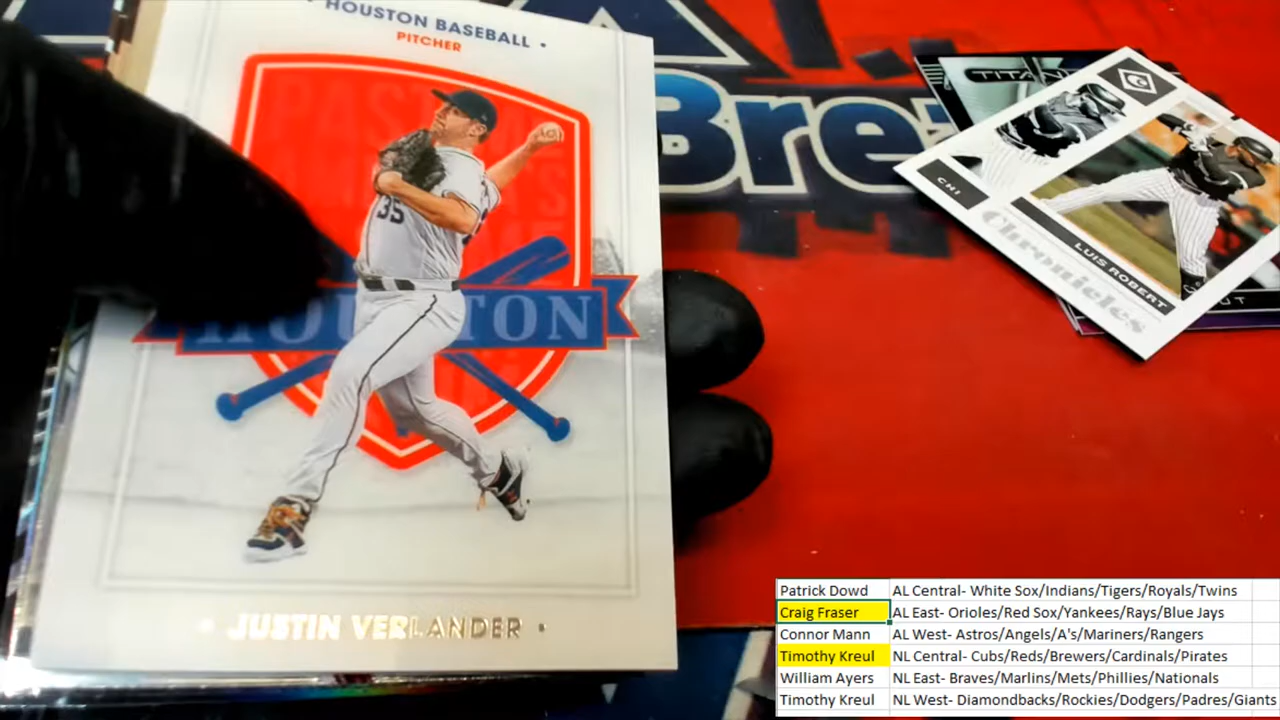 HOUSTON BASEBALL •
PITCHER
35
HOUSTON
• JUSTIN VERLANDER •
Bre
CHI
LUIS ROBERT
Chronicles
Patrick Dowd AL Central- White Sox/Indians/Tigers/Royals/Twins
Craig Fraser AL East- Orioles/Red Sox/Yankees/Rays/Blue Jays
Connor Mann AL West- Astros/Angels/A's/Mariners/Rangers
Timothy Kreul NL Central- Cubs/Reds/Brewers/Cardinals/Pirates
William Ayers NL East- Braves/Marlins/Mets/Phillies/Nationals
Timothy Kreul NL West- Diamondbacks/Rockies/Dodgers/Padres/Giants